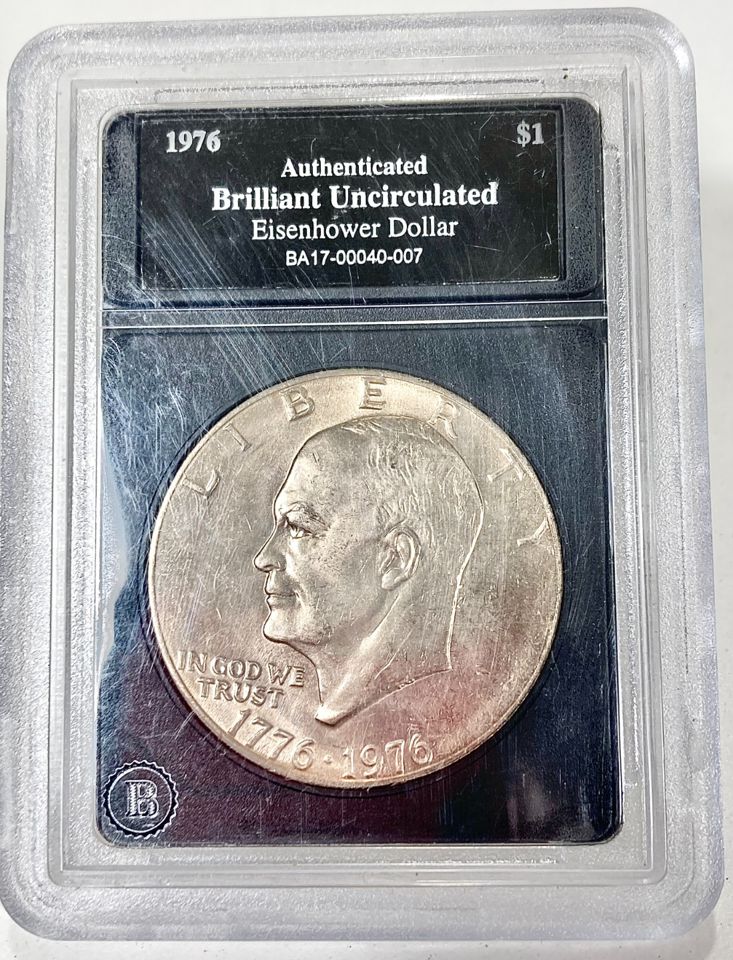 1976 $1
Authenticated
Brilliant Uncirculated
Eisenhower Dollar
BA17-00040-007
LIBERTY
IN GOD WE
TRUST
1776·1976
B